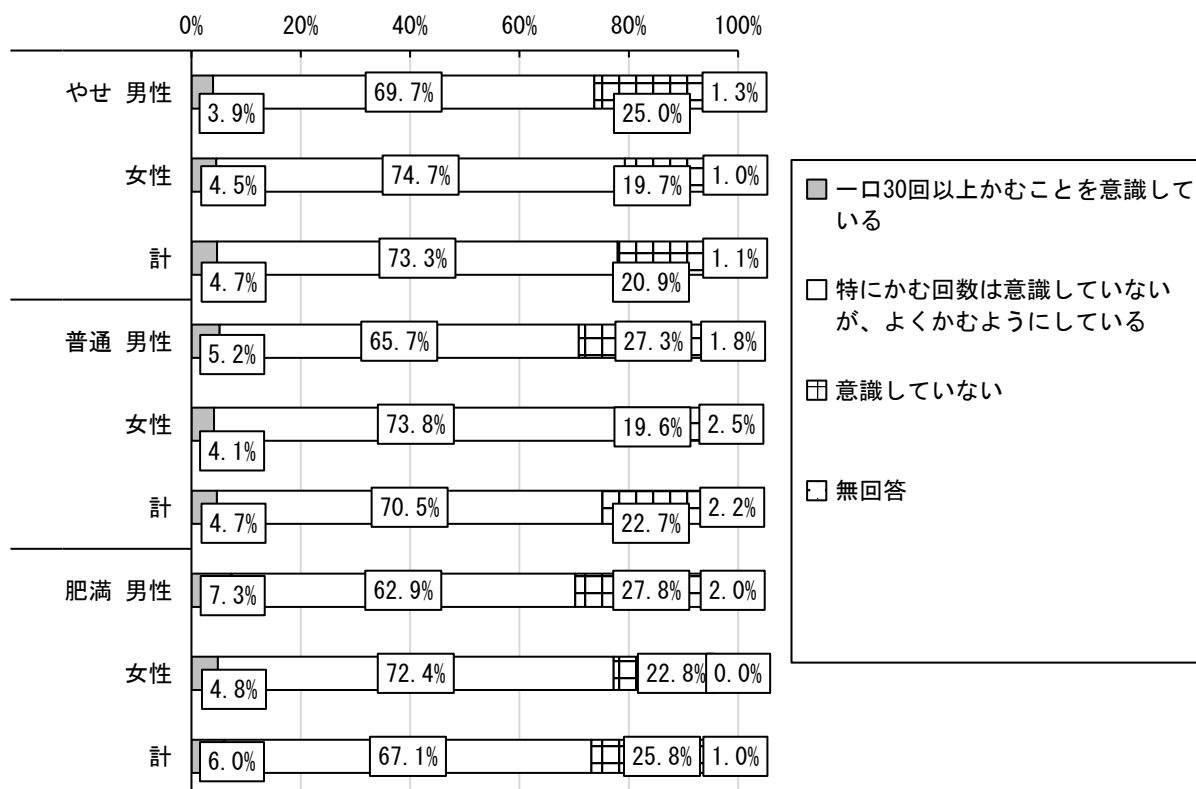 0% 20% 40% 60% 80% 100%
やせ 男性 3.9% 69.7% 25.0% 1.3%
女性 4.5% 74.7% 19.7% 1.0%
計 4.7% 73.3% 20.9% 1.1%
普通 男性 5.2% 65.7% 27.3% 1.8%
女性 4.1% 73.8% 19.6% 2.5%
計 4.7% 70.5% 22.7% 2.2%
肥満 男性 7.3% 62.9% 27.8% 2.0%
女性 4.8% 72.4% 22.8% 0.0%
計 6.0% 67.1% 25.8% 1.0%
一口30回以上かむことを意識して
いる
特にかむ回数は意識していない
が、よくかむようにしている
意識していない
無回答